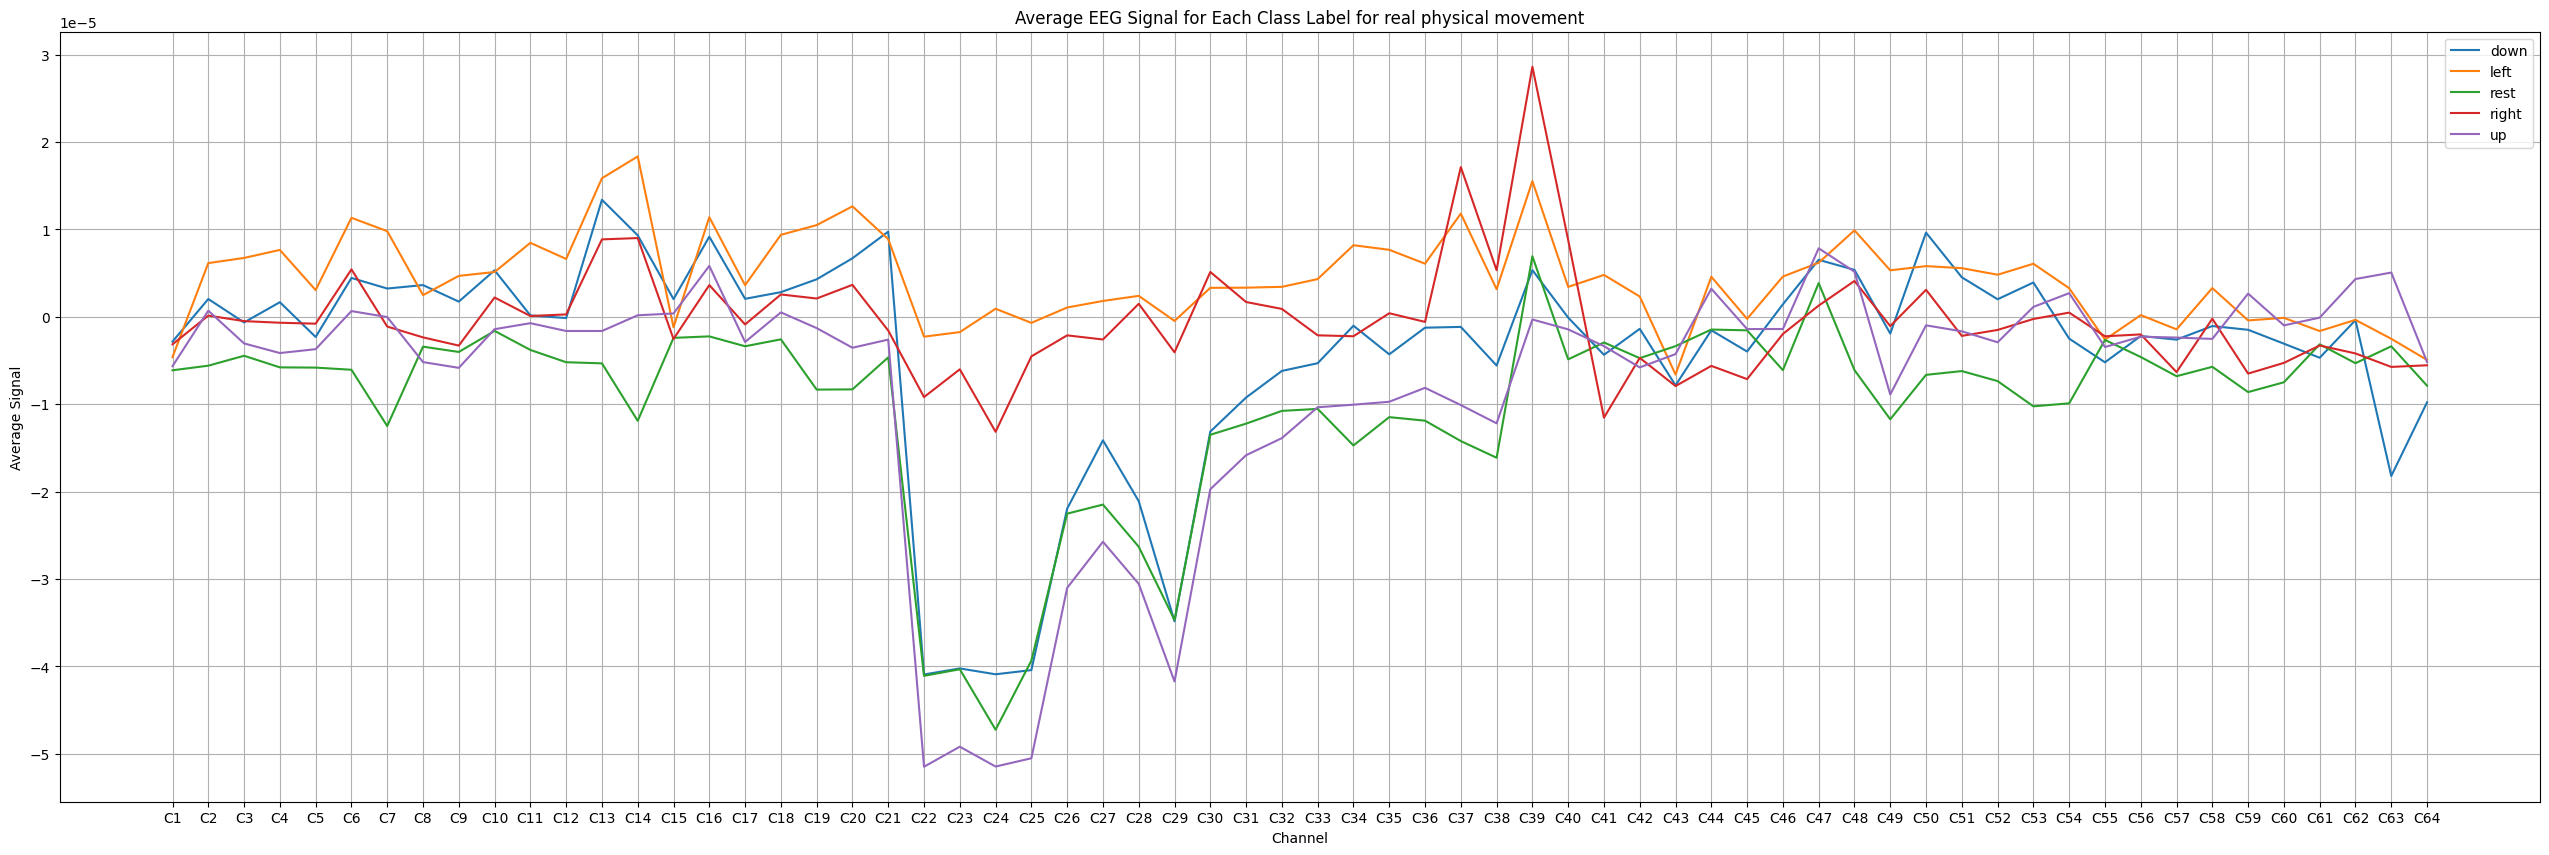 Average EEG Signal for Each Class Label for real physical movement
1e−5
3
2
1
0
−1
−2
−3
−4
−5
Average Signal
down
left
rest
right
up
C1 C2 C3 C4 C5 C6 C7 C8 C9 C10 C11 C12 C13 C14 C15 C16 C17 C18 C19 C20 C21 C22 C23 C24 C25 C26 C27 C28 C29 C30 C31 C32 C33 C34 C35 C36 C37 C38 C39 C40 C41 C42 C43 C44 C45 C46 C47 C48 C49 C50 C51 C52 C53 C54 C55 C56 C57 C58 C59 C60 C61 C62 C63 C64
Channel